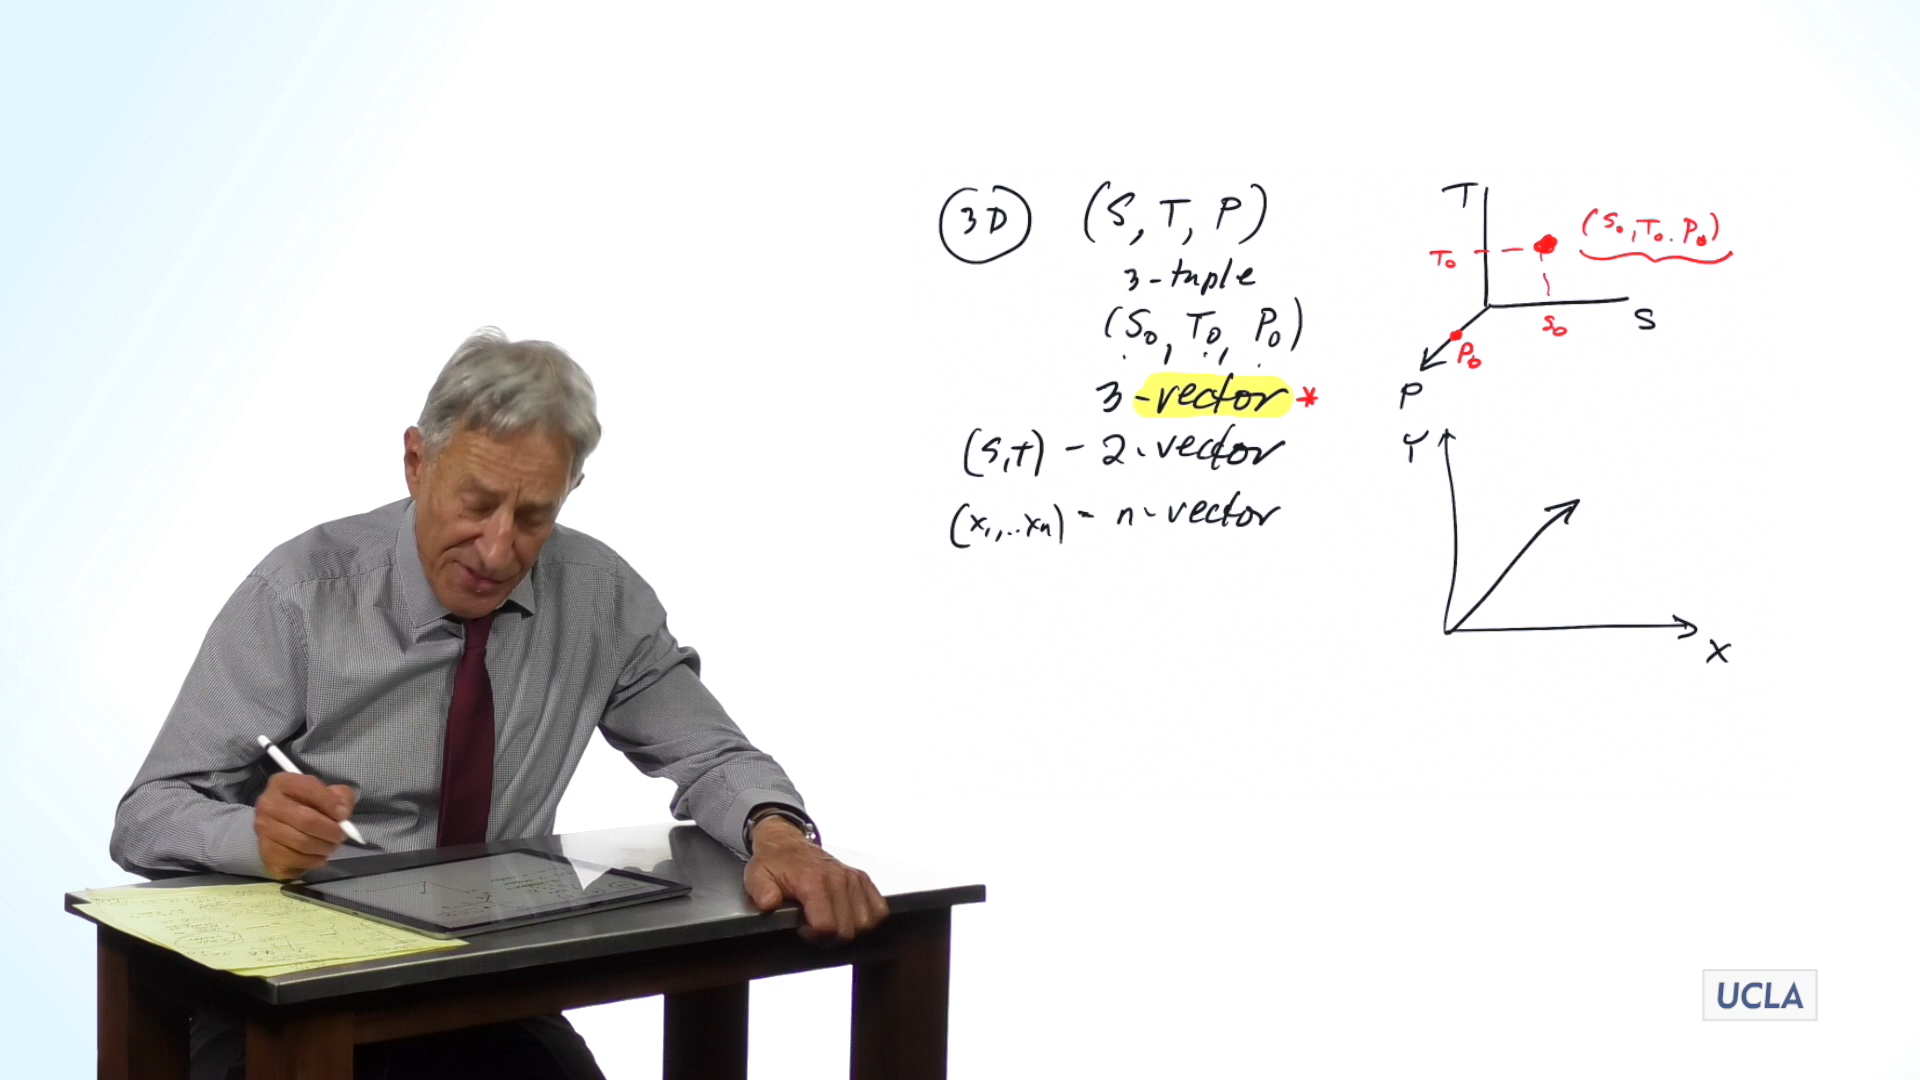 3D (S, T, P)
3-tuple
(S₀, T₀, P₀)
3-vector *
(S,T) - 2-vector
(x₁,..xₙ) - n-vector
T
(S₀,T₀.P₀)
T₀
S₀
S
P₀
P
Y
X
UCLA